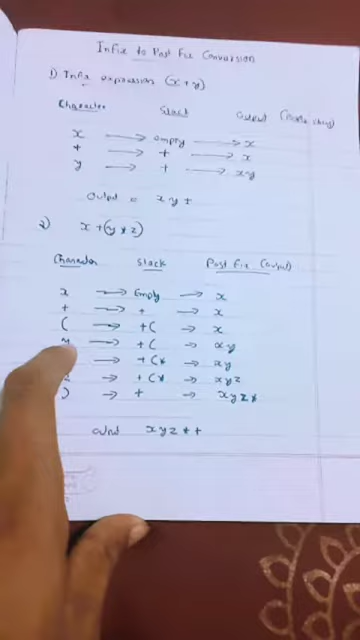 Infix to Post Fix Conversion
1) Infix expression (x+y)
Character Stack Output
x → empty → x
+ → + → x
y → + → xy
output = xy+
2) x+(y*z)
Character Stack Post Fix (output)
x → Empty → x
+ → + → x
( → +( → x
y → +( → xy
→ +(* → xy
z → +(* → xyz
) → + → xyz*
output xyz*+